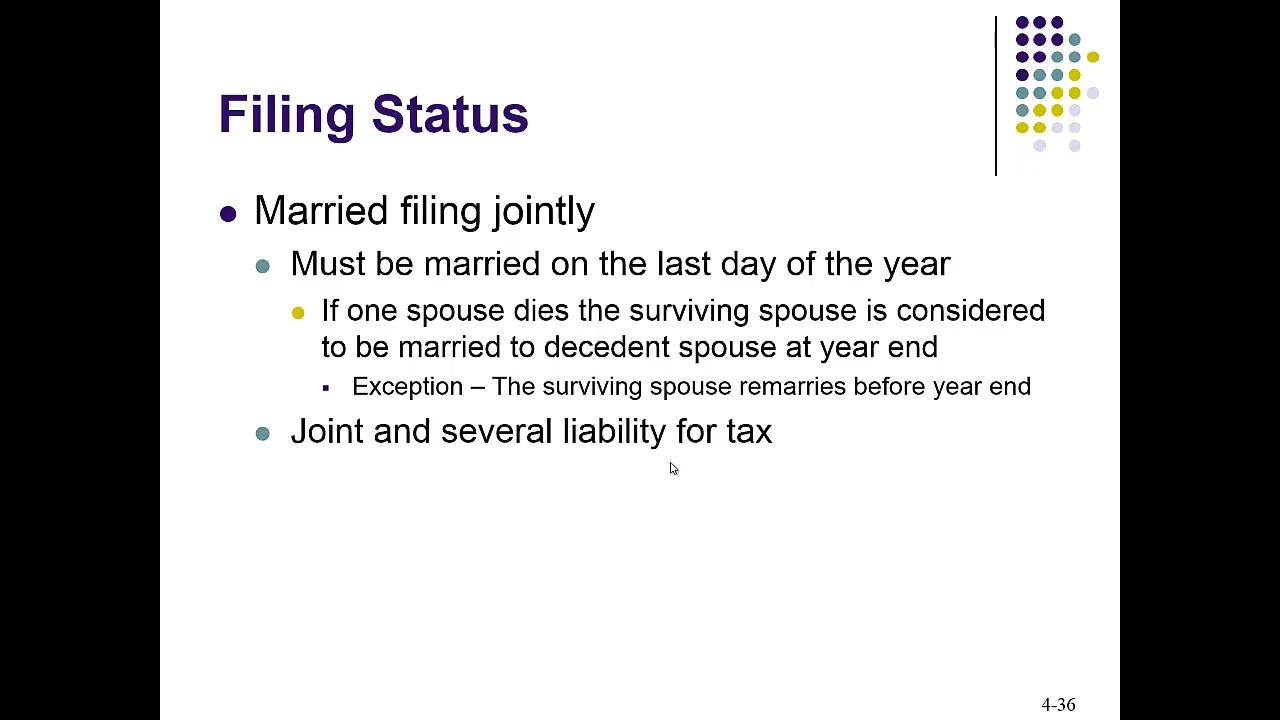 Filing Status
Married filing jointly
Must be married on the last day of the year
If one spouse dies the surviving spouse is considered
to be married to decedent spouse at year end
Exception – The surviving spouse remarries before year end
Joint and several liability for tax
4-36